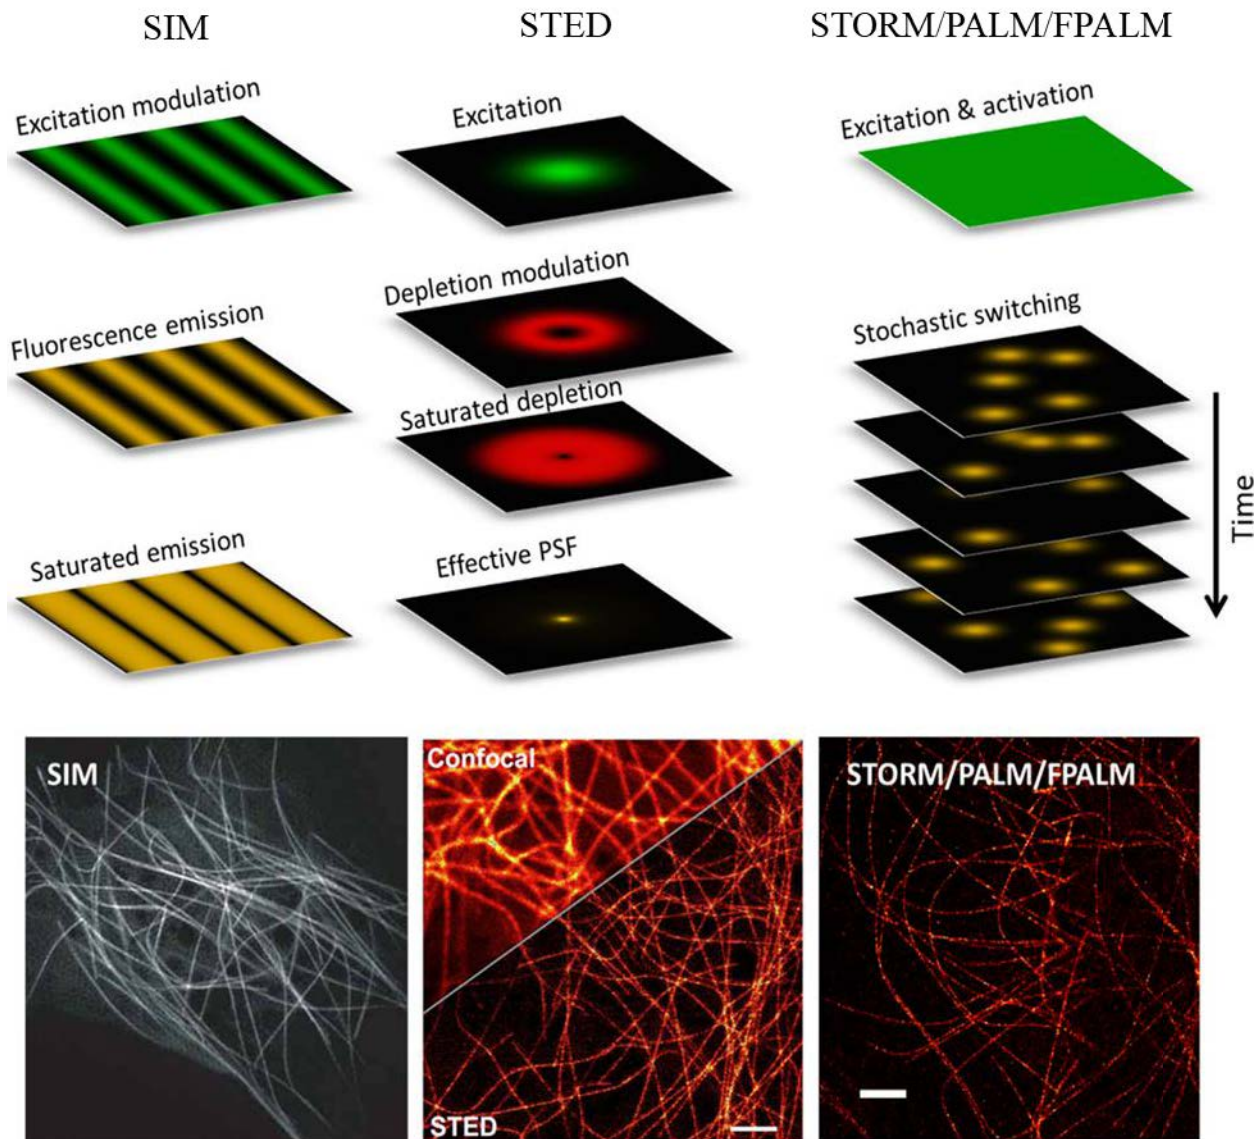 SIM
STED
STORM/PALM/FPALM
Excitation modulation
Excitation
Excitation & activation
Fluorescence emission
Depletion modulation
Saturated depletion
Stochastic switching
Time
Saturated emission
Effective PSF
SIM
Confocal
STED
STORM/PALM/FPALM